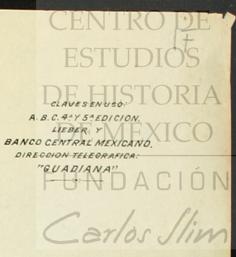 CENTRO DE
ESTUDIOS
DE HISTORIA
DE MÉXICO
FUNDACIÓN
Carlos Slim
CLAVES EN USO:
A.B.C. 4ª Y 5ª EDICION,
LIEBER, Y
BANCO CENTRAL MEXICANO.
DIRECCION TELEGRAFICA:
"GUADIANA"